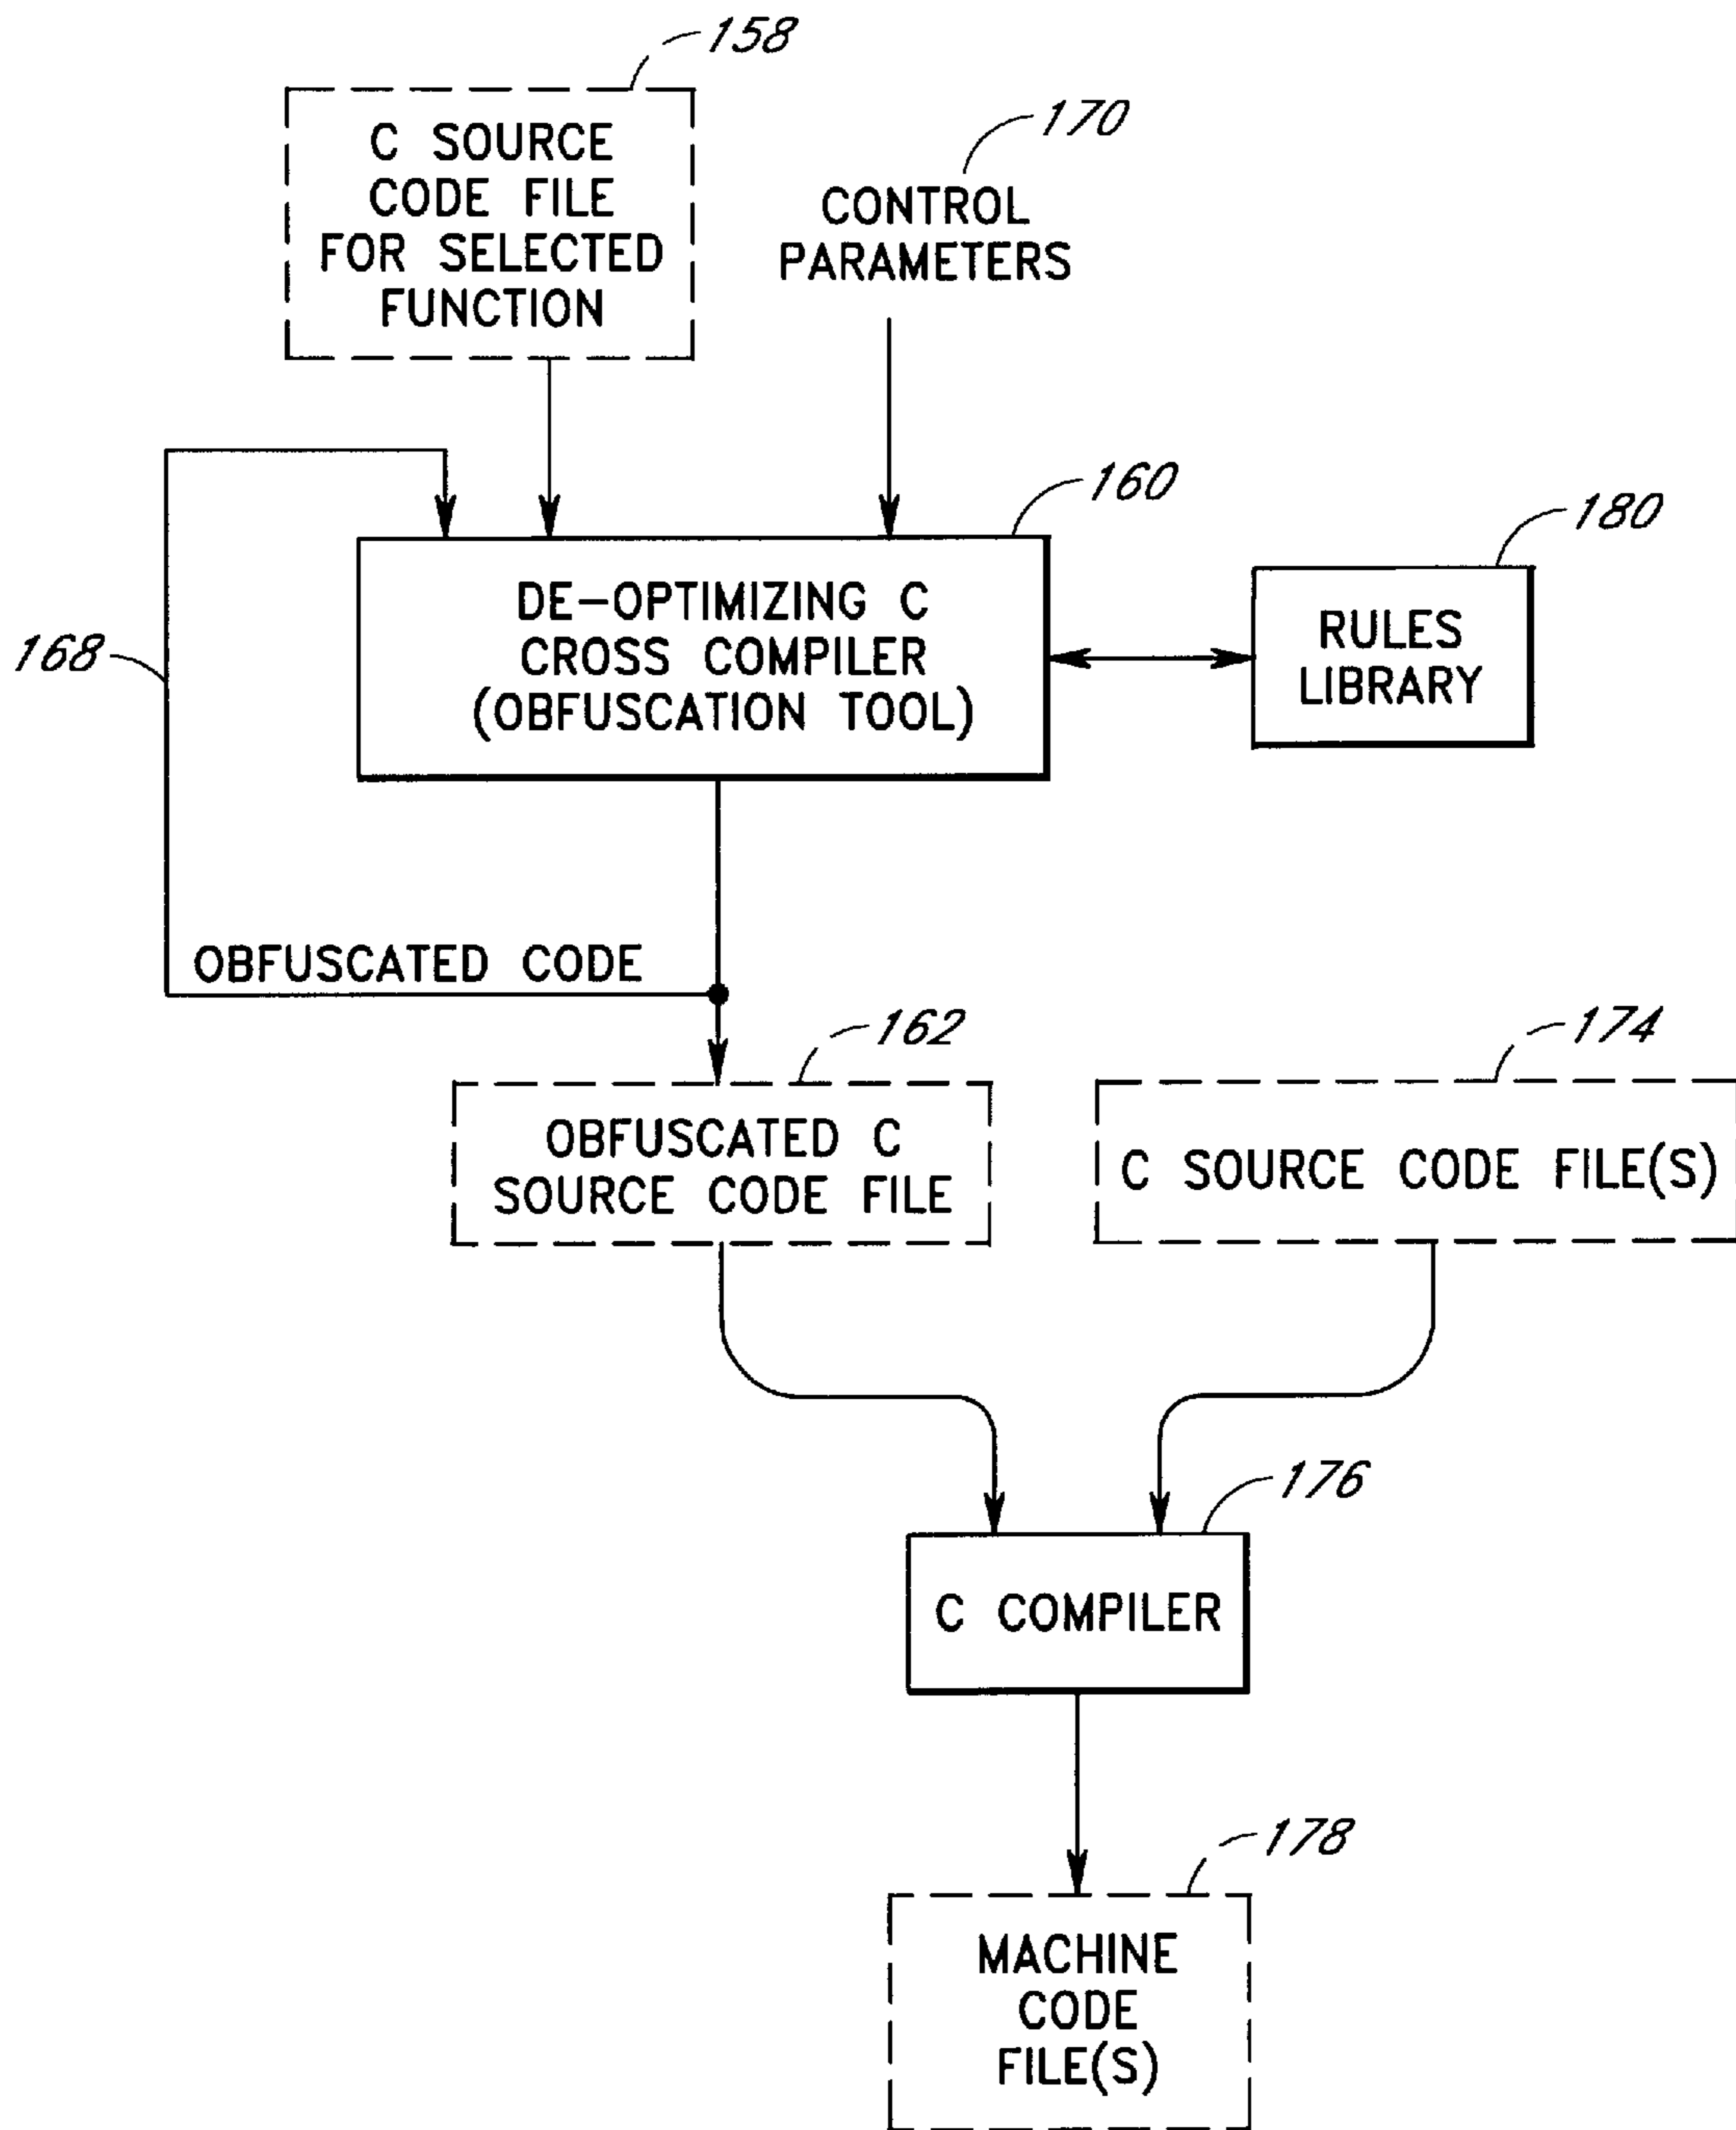 158
C SOURCE
CODE FILE
FOR SELECTED
FUNCTION
170
CONTROL
PARAMETERS
160
DE-OPTIMIZING C
CROSS COMPILER
(OBFUSCATION TOOL)
180
RULES
LIBRARY
168
OBFUSCATED CODE
162
OBFUSCATED C
SOURCE CODE FILE
174
C SOURCE CODE FILE(S)
176
C COMPILER
178
MACHINE
CODE
FILE(S)